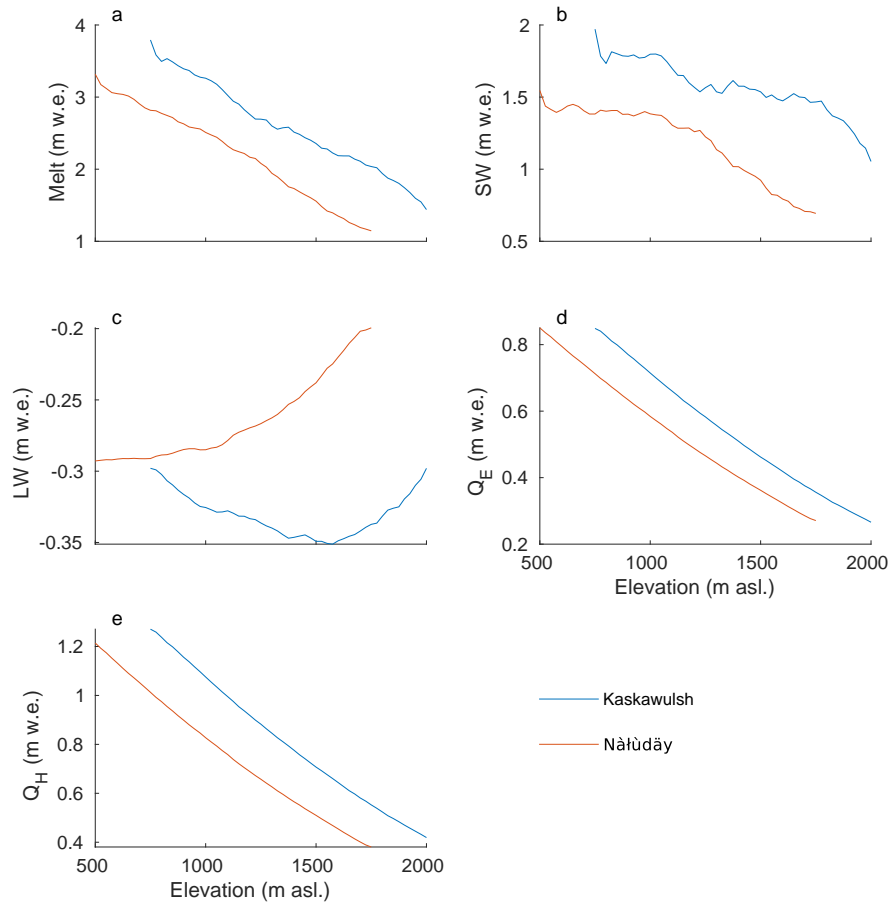 a
4
3
2
1
Melt (m w.e.)
b
2
1.5
1
0.5
SW (m w.e.)
c
-0.2
-0.25
-0.3
-0.35
LW (m w.e.)
d
0.8
0.6
0.4
0.2
Q_E (m w.e.)
500 1000 1500 2000
Elevation (m asl.)
e
1.2
1
0.8
0.6
0.4
Q_H (m w.e.)
500 1000 1500 2000
Elevation (m asl.)
Kaskawulsh
Nàłùdäy